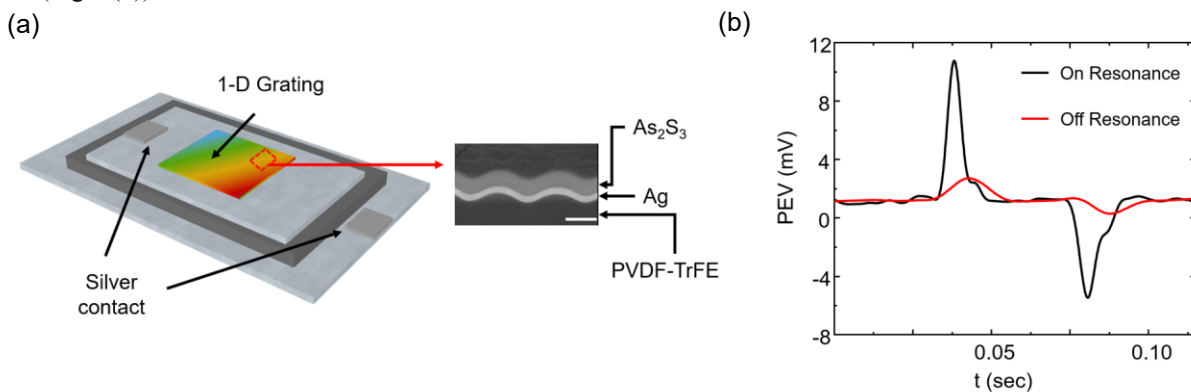 (a)
1-D Grating
As₂S₃
Ag
PVDF-TrFE
Silver
contact
(b)
12
8
4
0
-4
-8
PEV (mV)
On Resonance
Off Resonance
0.05
0.10
t (sec)